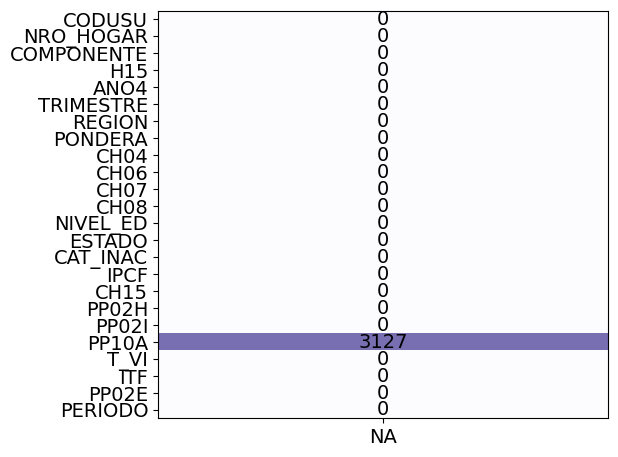 CODUSU 0
NRO_HOGAR 0
COMPONENTE 0
H15 0
ANO4 0
TRIMESTRE 0
REGION 0
PONDERA 0
CH04 0
CH06 0
CH07 0
CH08 0
NIVEL_ED 0
ESTADO 0
CAT_INAC 0
IPCF 0
CH15 0
PP02H 0
PP02I 0
PP10A 3127
T_VI 0
ITF 0
PP02E 0
PERIODO 0
NA